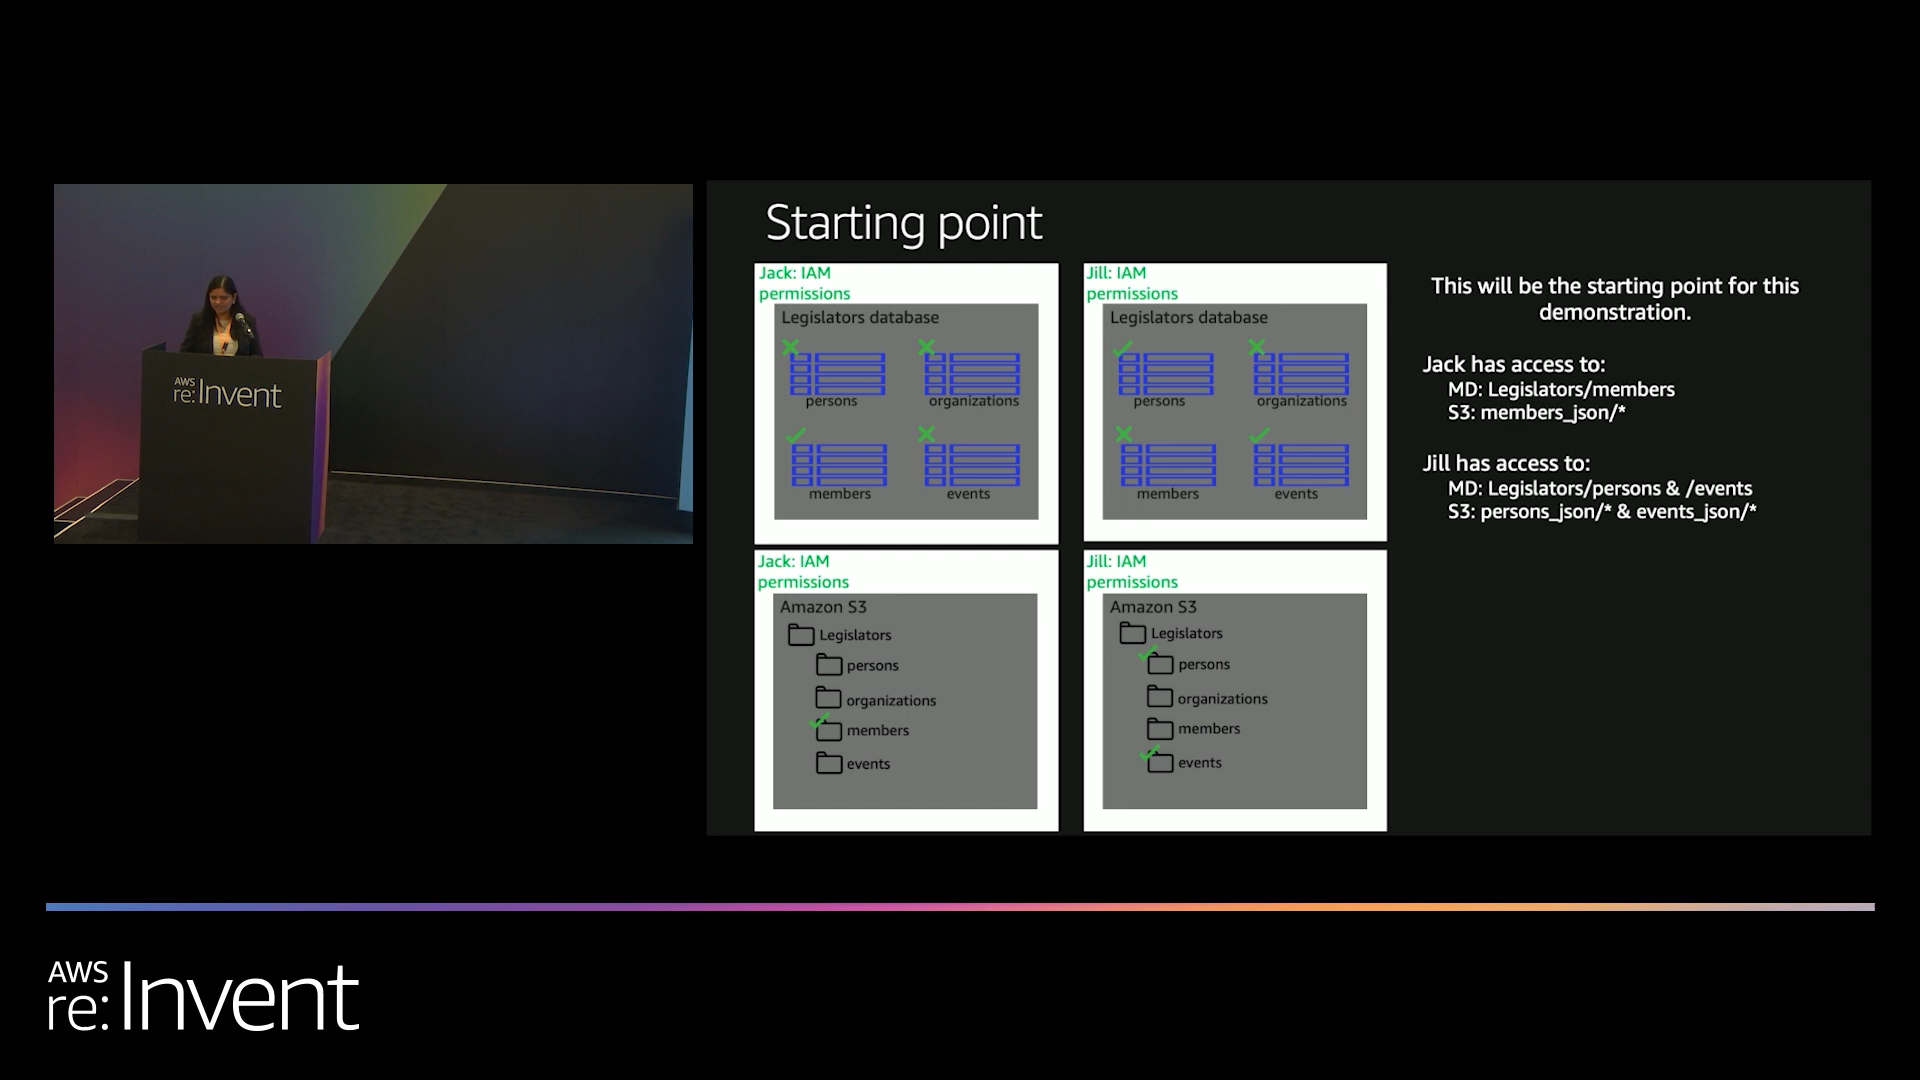 AWS
re:Invent
Starting point
Jack: IAM
permissions
Legislators database
persons
organizations
members
events
Jill: IAM
permissions
Legislators database
persons
organizations
members
events
Jack: IAM
permissions
Amazon S3
Legislators
persons
organizations
members
events
Jill: IAM
permissions
Amazon S3
Legislators
persons
organizations
members
events
This will be the starting point for this
demonstration.
Jack has access to:
MD: Legislators/members
S3: members_json/*
Jill has access to:
MD: Legislators/persons & /events
S3: persons_json/* & events_json/*
AWS
re:Invent